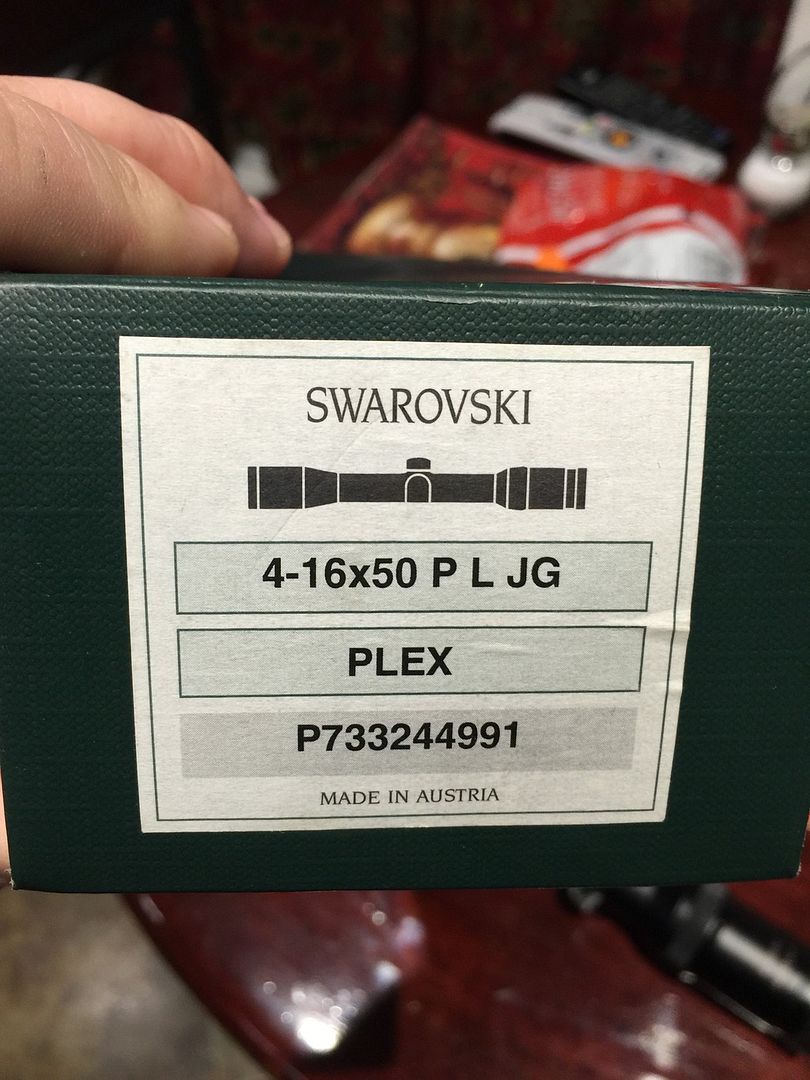 SWAROVSKI
4-16x50 P L JG
PLEX
P733244991
MADE IN AUSTRIA